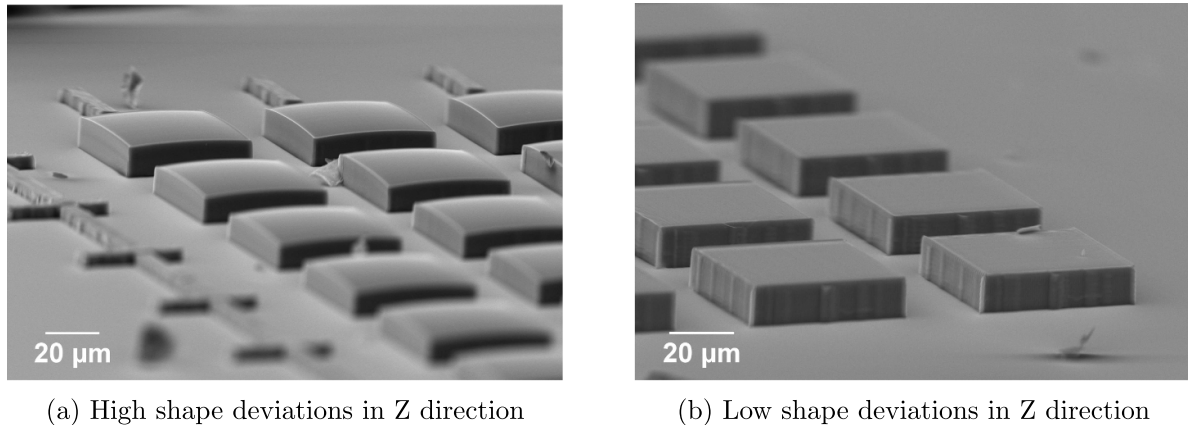 20 µm
20 µm
(a) High shape deviations in Z direction
(b) Low shape deviations in Z direction